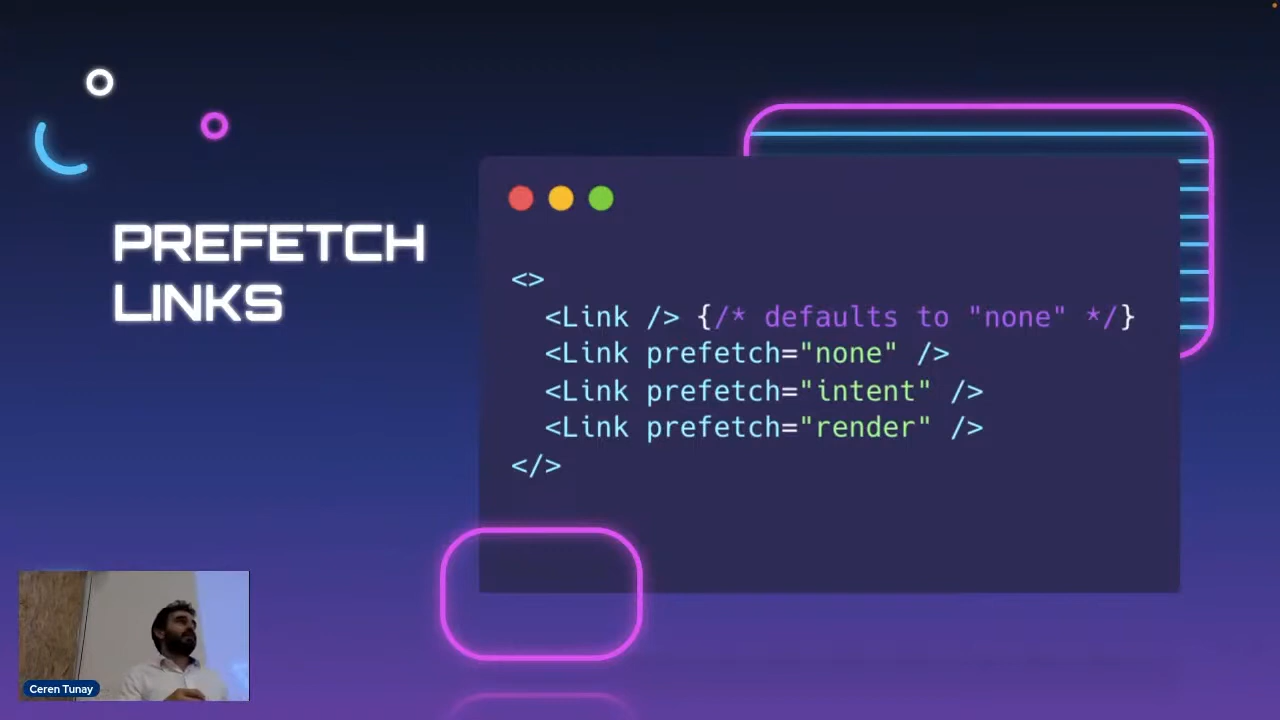 PREFETCH
LINKS
<>
<Link /> {/* defaults to "none" */}
<Link prefetch="none" />
<Link prefetch="intent" />
<Link prefetch="render" />
</>
Ceren Tunay